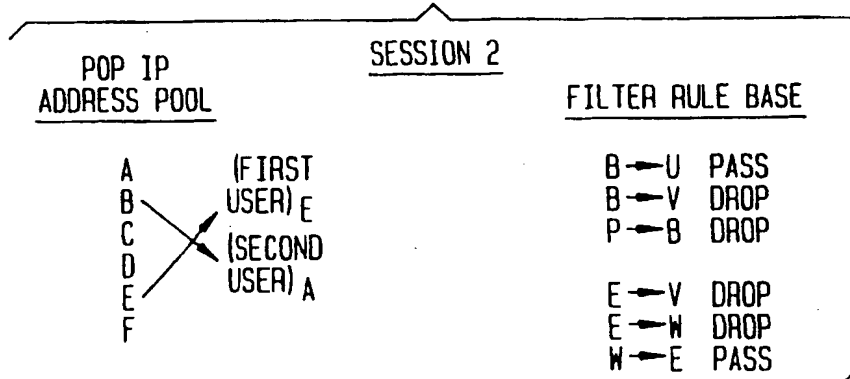 SESSION 2
POP IP
ADDRESS POOL
A
B
C
D
E
F
(FIRST
USER) E
(SECOND
USER) A
FILTER RULE BASE
B→U PASS
B→V DROP
P→B DROP
E→V DROP
E→W DROP
W→E PASS